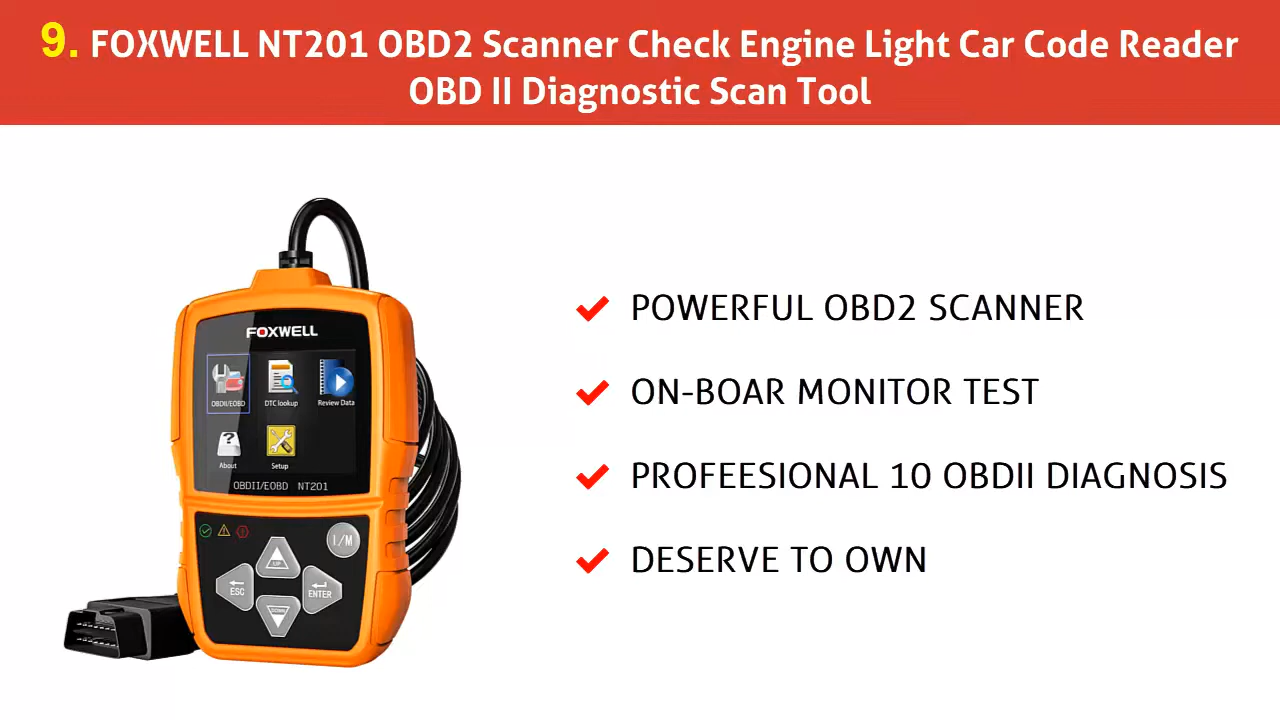 9. FOXWELL NT201 OBD2 Scanner Check Engine Light Car Code Reader
OBD II Diagnostic Scan Tool
FOXWELL
OBDII/EOBD DTC lookup Review Data
About Setup
OBDII/EOBD NT201
I/M
UP
ESC ENTER
POWERFUL OBD2 SCANNER
ON-BOAR MONITOR TEST
PROFEESIONAL 10 OBDII DIAGNOSIS
DESERVE TO OWN